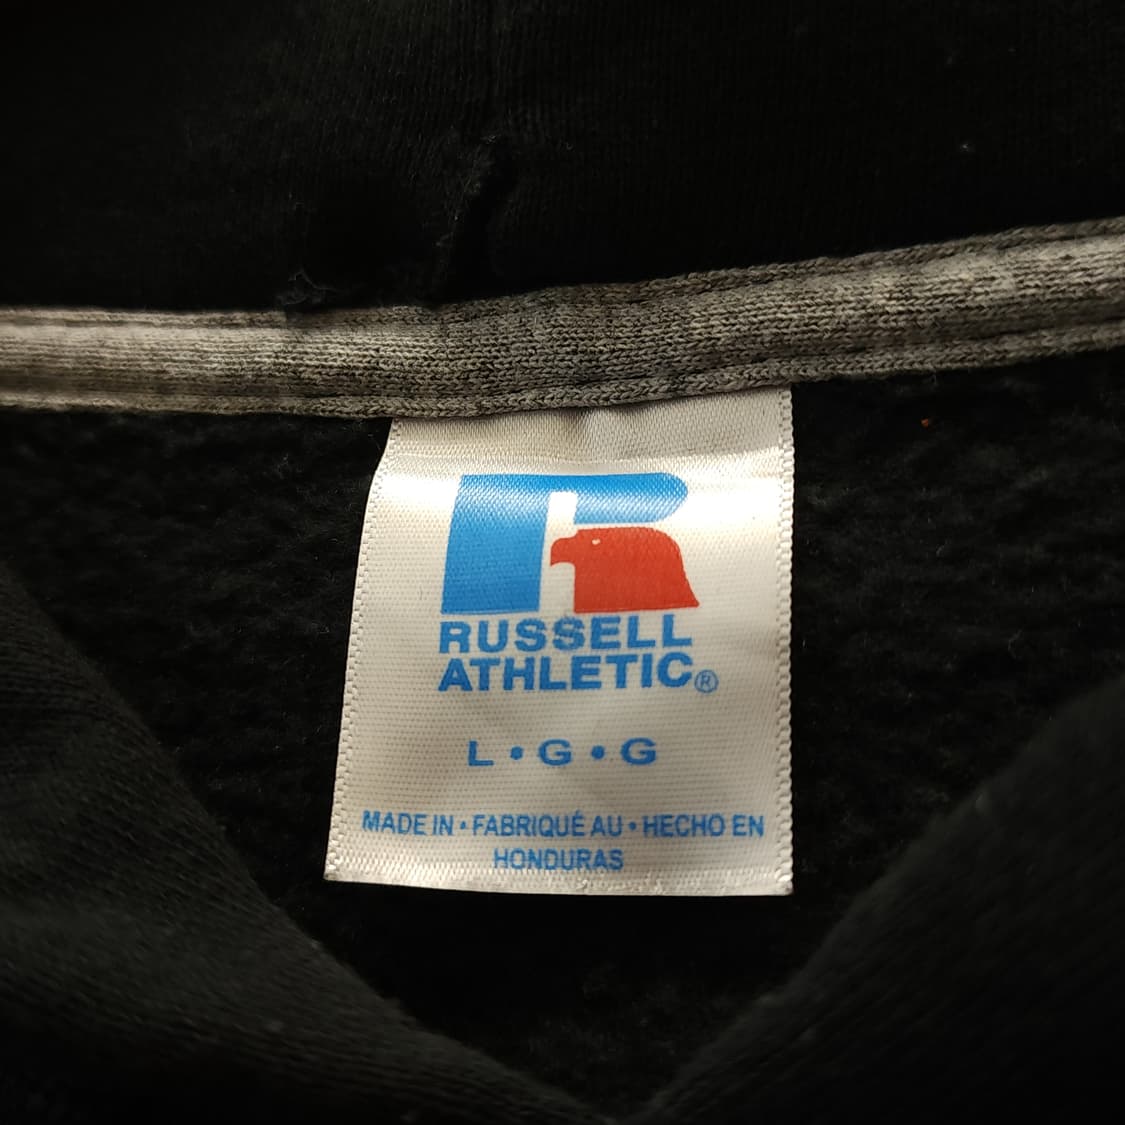 RUSSELL
ATHLETIC®
L • G • G
MADE IN • FABRIQUÉ AU • HECHO EN
HONDURAS